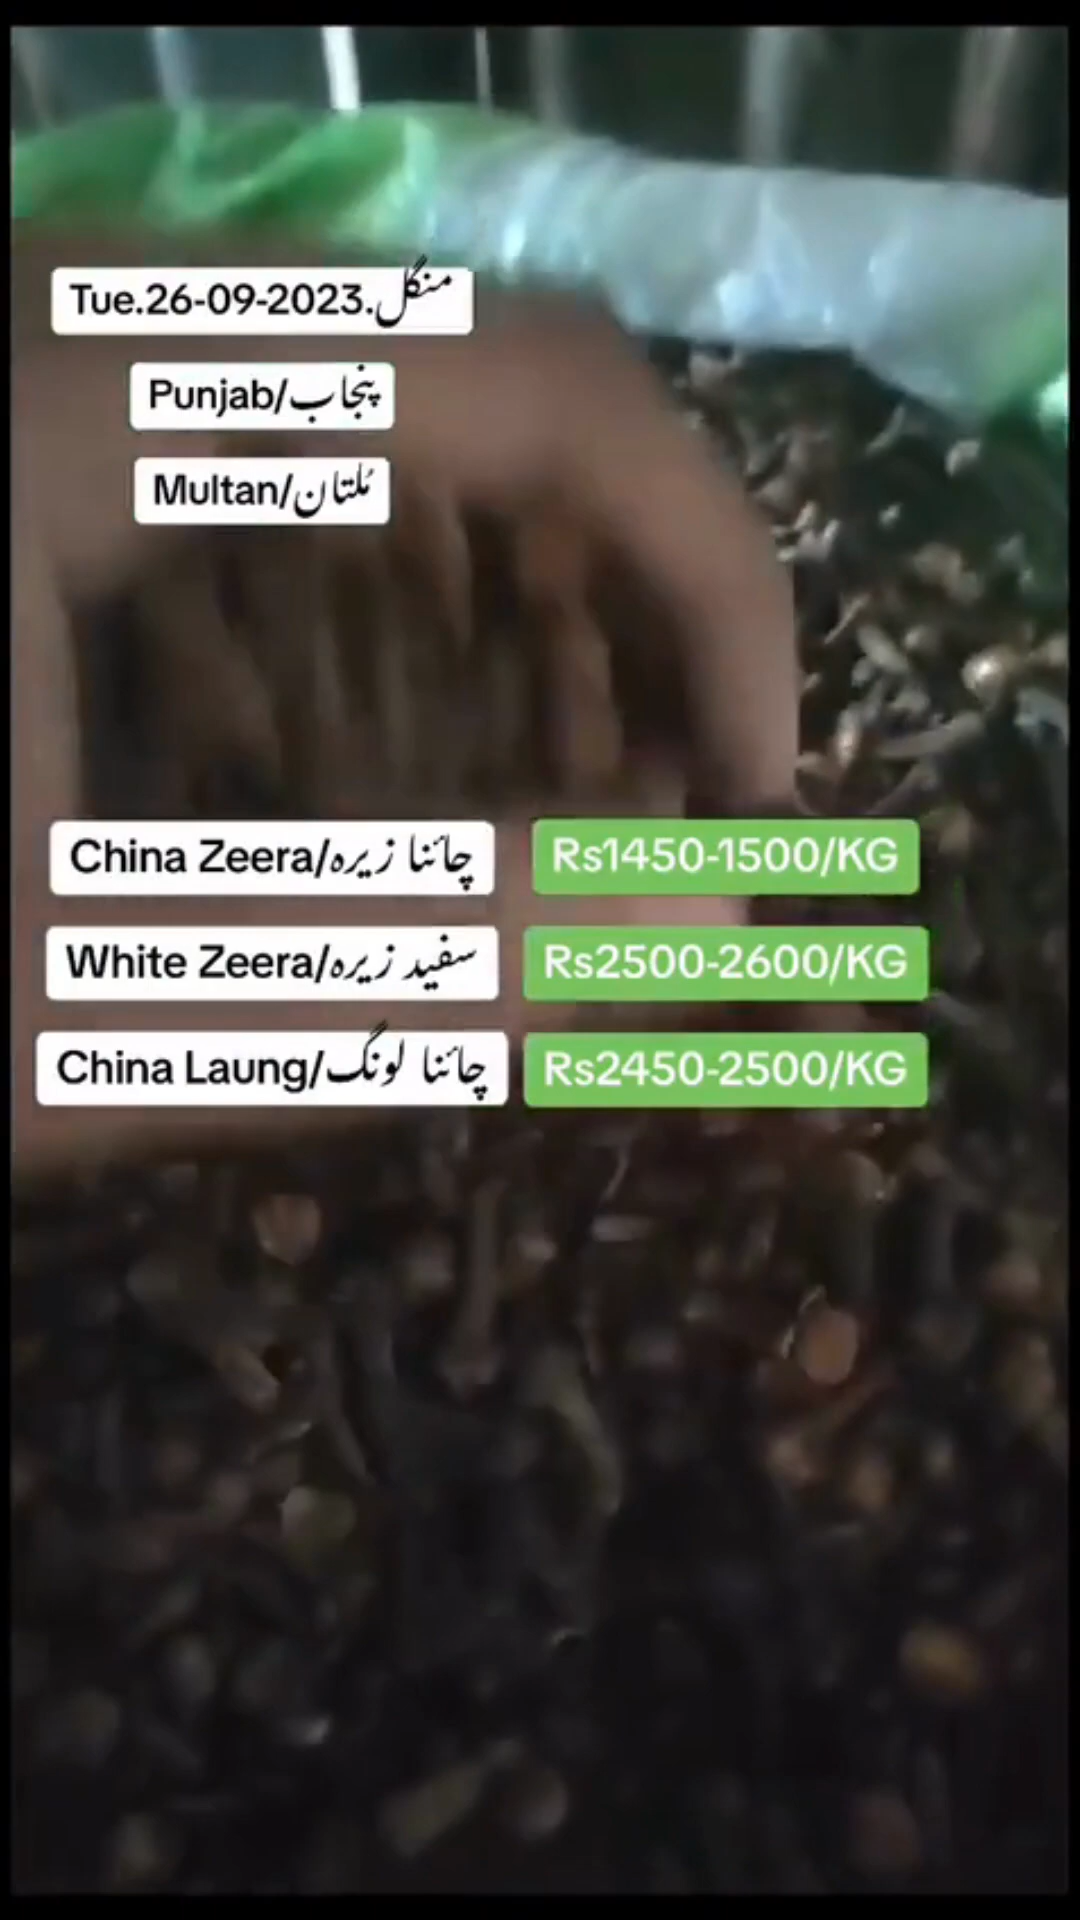 Tue.26-09-2023.منگل
Punjab/پنجاب
Multan/مُلتان
China Zeera/چائنا زیرہ Rs1450-1500/KG
White Zeera/سفید زیرہ Rs2500-2600/KG
China Laung/چائنا لونگ Rs2450-2500/KG